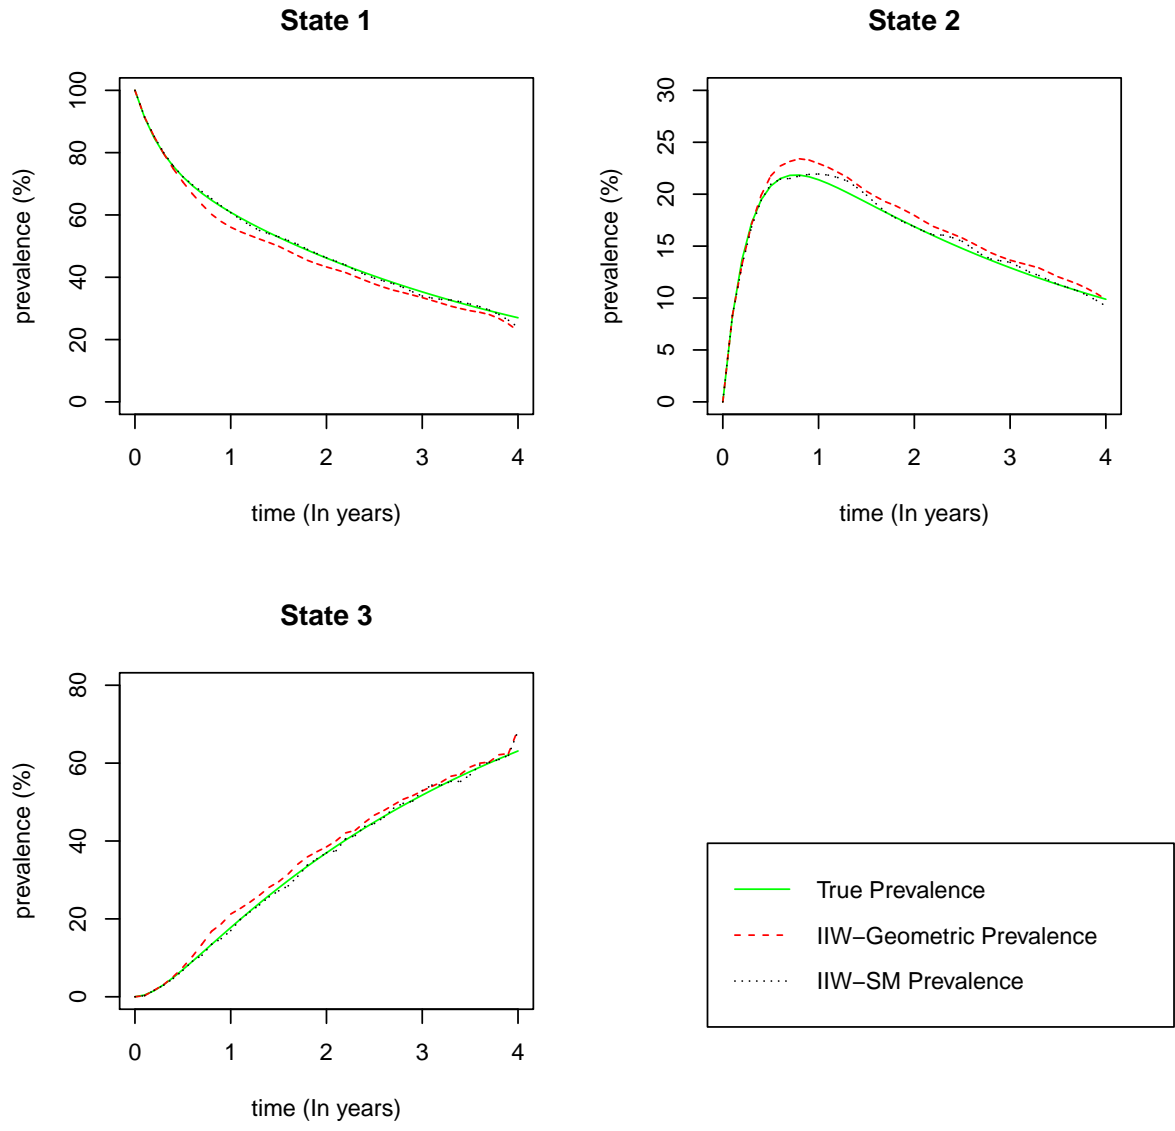 State 1
prevalence (%)
0 20 40 60 80 100
0 1 2 3 4
time (In years)
State 2
prevalence (%)
0 5 10 15 20 25 30
0 1 2 3 4
time (In years)
State 3
prevalence (%)
0 20 40 60 80
0 1 2 3 4
time (In years)
True Prevalence
IIW−Geometric Prevalence
IIW−SM Prevalence